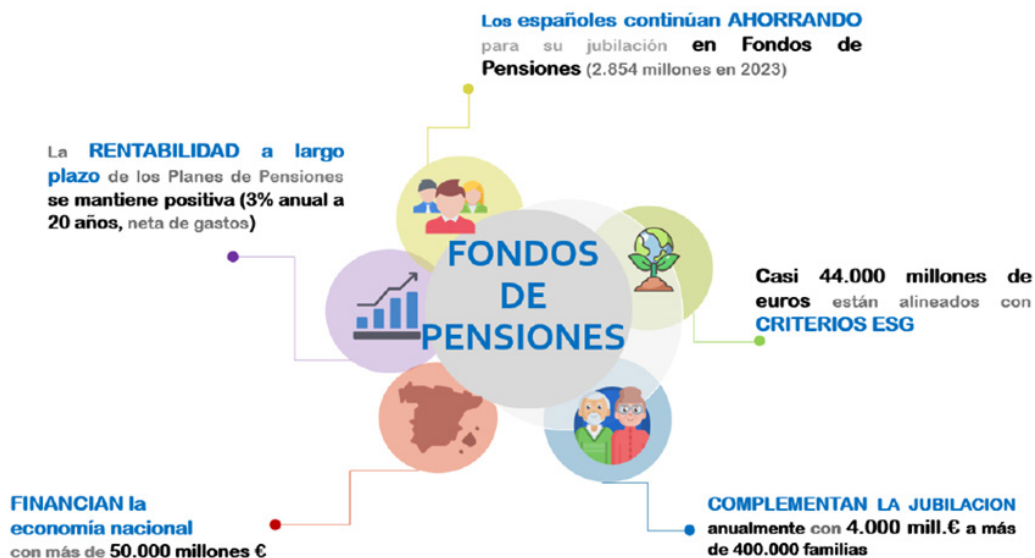 Los españoles continúan AHORRANDO
para su jubilación en Fondos de
Pensiones (2.854 millones en 2023)
La RENTABILIDAD a largo
plazo de los Planes de Pensiones
se mantiene positiva (3% anual a
20 años, neta de gastos)
FONDOS
DE
PENSIONES
Casi 44.000 millones de
euros están alineados con
CRITERIOS ESG
FINANCIAN la
economía nacional
con más de 50.000 millones €
COMPLEMENTAN LA JUBILACION
anualmente con 4.000 mill.€ a más
de 400.000 familias